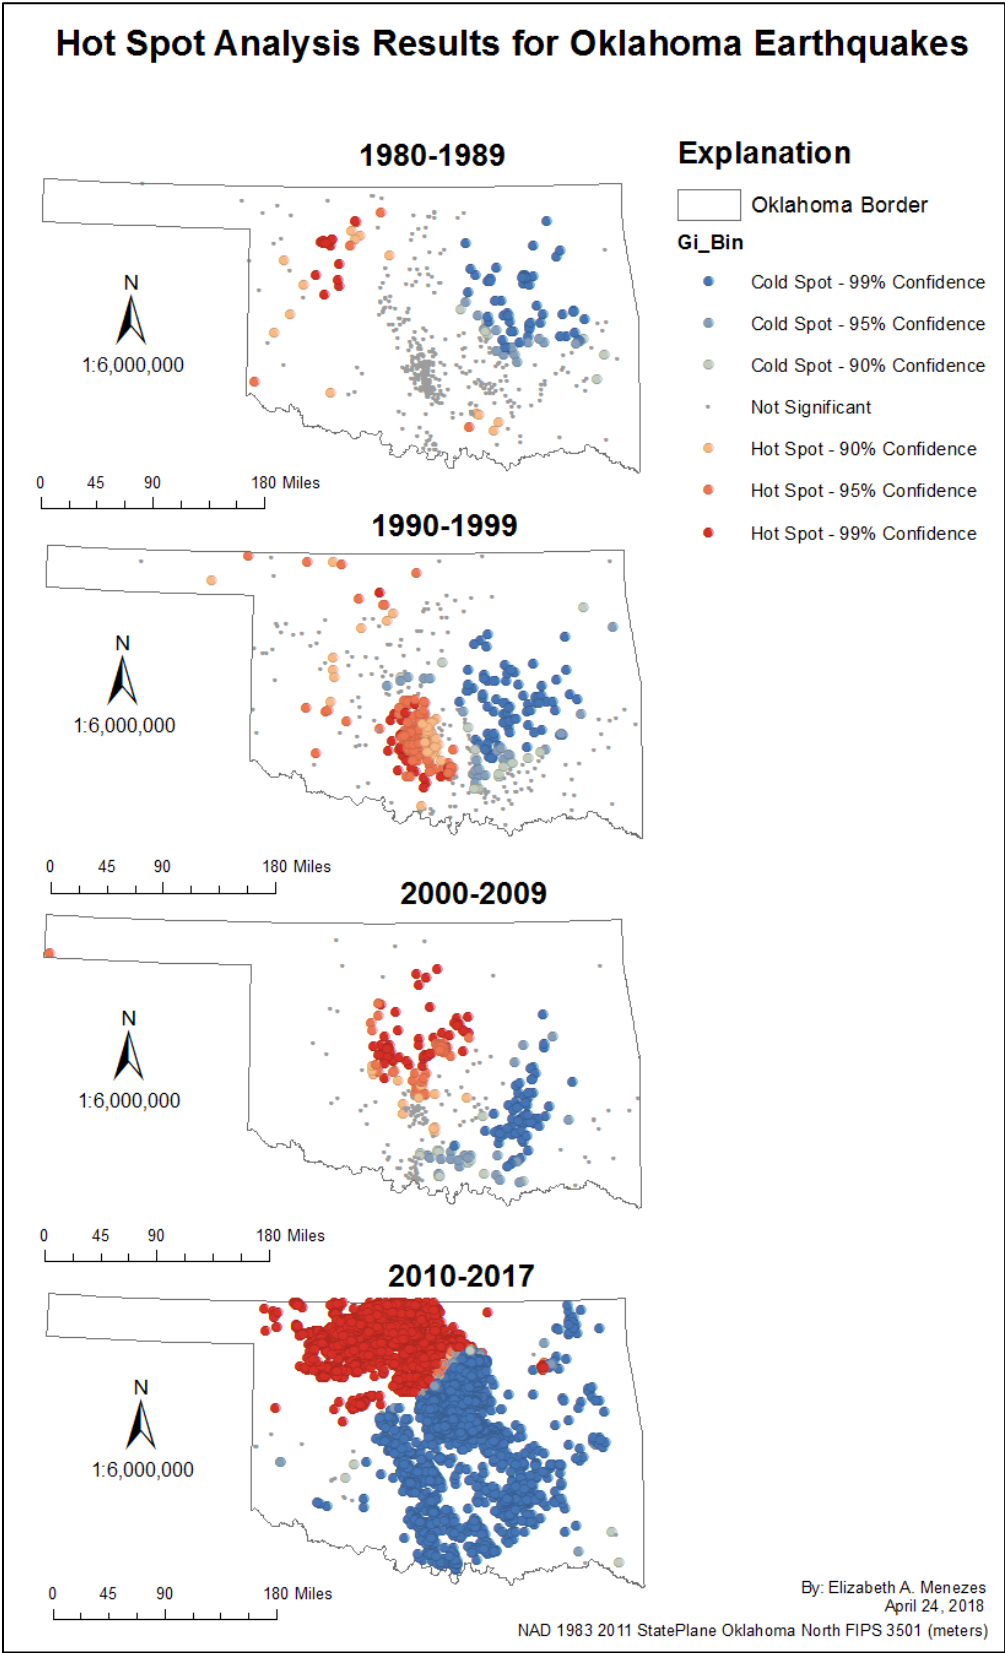 Hot Spot Analysis Results for Oklahoma Earthquakes
1980-1989
Explanation
Oklahoma Border
Gi_Bin
Cold Spot - 99% Confidence
Cold Spot - 95% Confidence
Cold Spot - 90% Confidence
Not Significant
Hot Spot - 90% Confidence
Hot Spot - 95% Confidence
Hot Spot - 99% Confidence
N
1:6,000,000
0 45 90 180 Miles
1990-1999
N
1:6,000,000
0 45 90 180 Miles
2000-2009
N
1:6,000,000
0 45 90 180 Miles
2010-2017
N
1:6,000,000
0 45 90 180 Miles
By: Elizabeth A. Menezes
April 24, 2018
NAD 1983 2011 StatePlane Oklahoma North FIPS 3501 (meters)